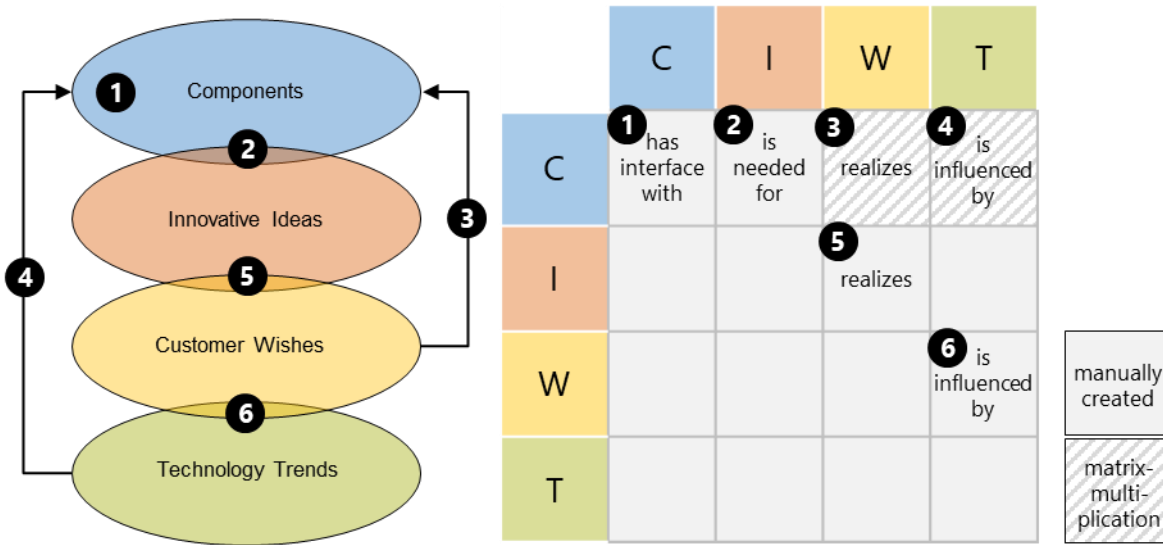 1
Components
2
Innovative Ideas
3
4
5
Customer Wishes
6
Technology Trends
C
I
W
T
C
1
has
interface
with
2
is
needed
for
3
realizes
4
is
influenced
by
I
5
realizes
W
6
is
influenced
by
T
manually
created
matrix-
multi-
plication